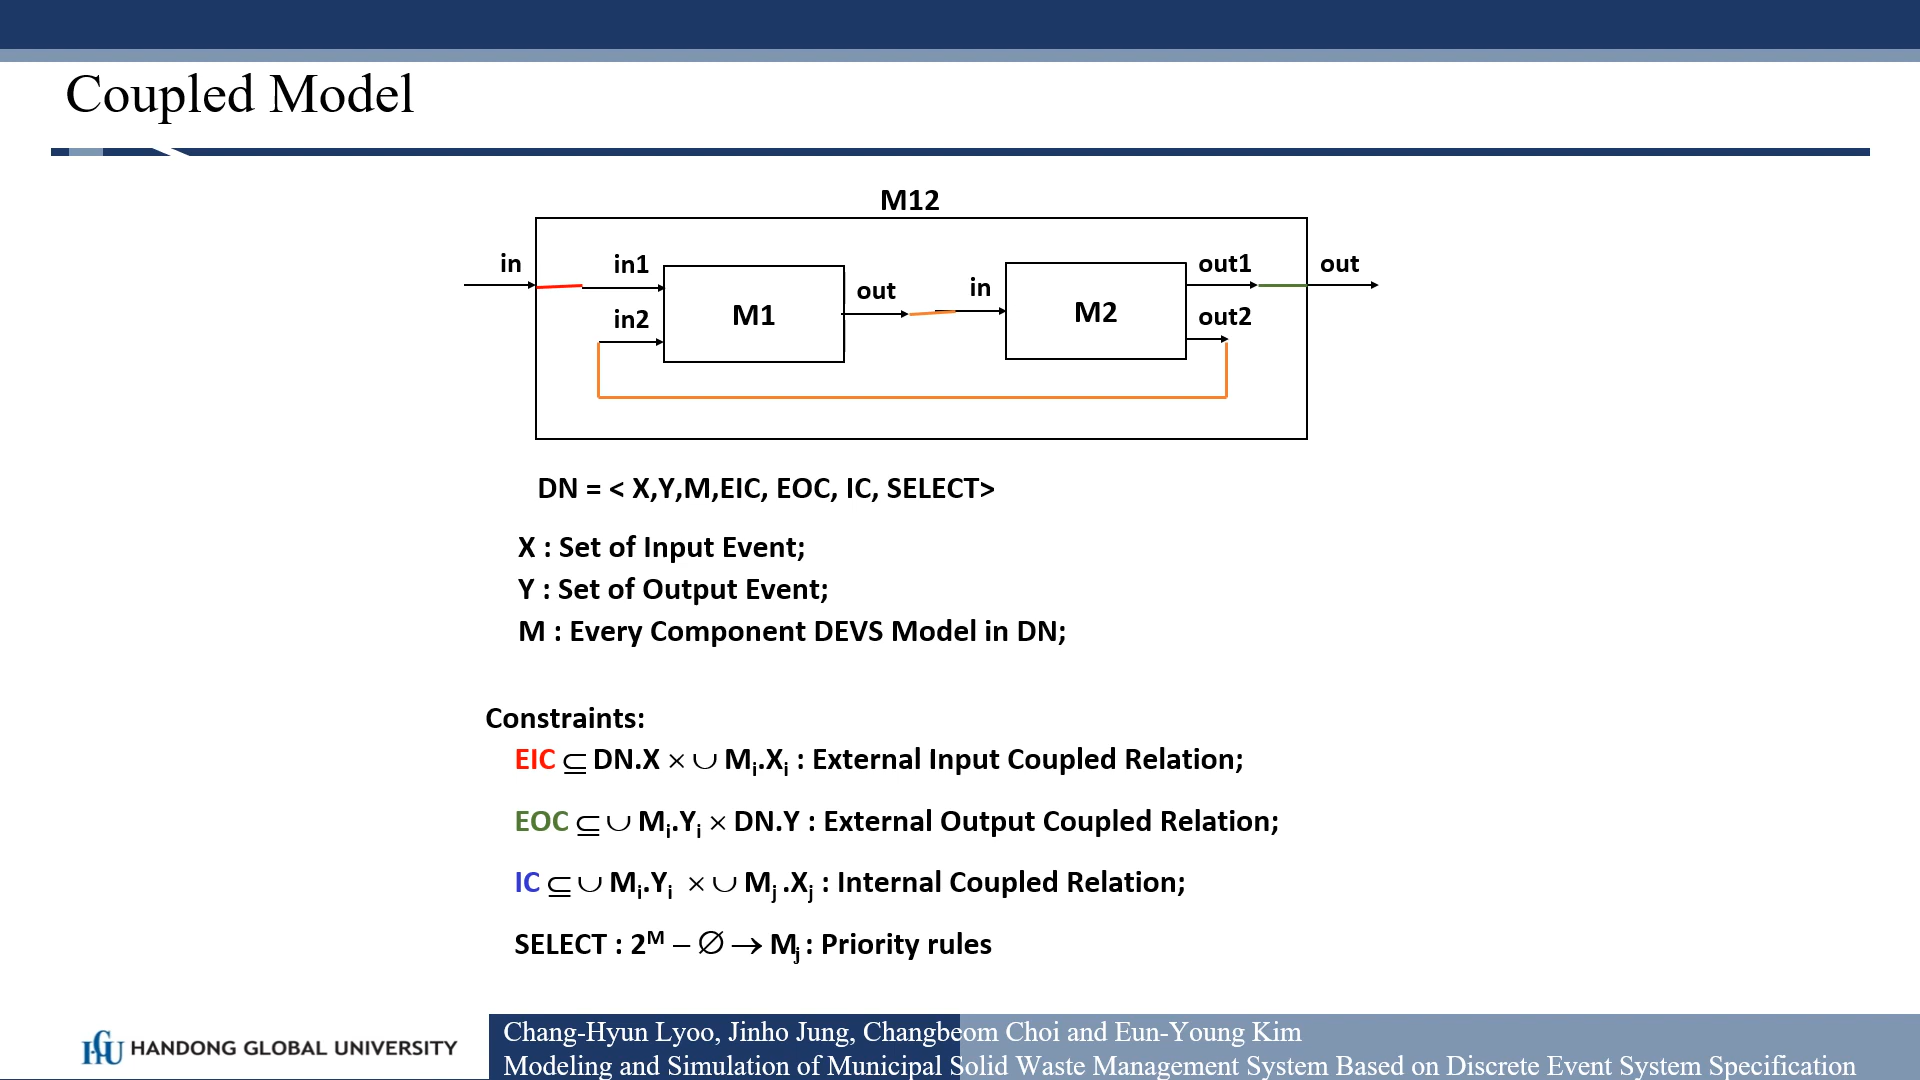 Coupled Model
M12
in in1 out1 out
out in
M1 M2
in2 out2
DN = < X,Y,M,EIC, EOC, IC, SELECT>
X : Set of Input Event;
Y : Set of Output Event;
M : Every Component DEVS Model in DN;
Constraints:
EIC ⊆ DN.X × ∪ Mi.Xi : External Input Coupled Relation;
EOC ⊆ ∪ Mi.Yi × DN.Y : External Output Coupled Relation;
IC ⊆ ∪ Mi.Yi × ∪ Mj .Xj : Internal Coupled Relation;
SELECT : 2^M – ∅ → Mj : Priority rules
HANDONG GLOBAL UNIVERSITY
Chang-Hyun Lyoo, Jinho Jung, Changbeom Choi and Eun-Young Kim
Modeling and Simulation of Municipal Solid Waste Management System Based on Discrete Event System Specification